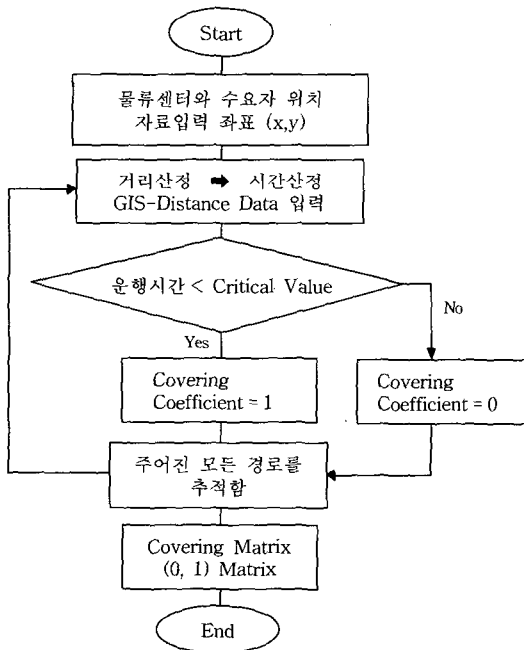 Start
물류센터와 수요자 위치
자료입력 좌표 (x,y)
거리산정 ➡ 시간산정
GIS-Distance Data 입력
운행시간 < Critical Value
Yes
No
Covering
Coefficient = 1
Covering
Coefficient = 0
주어진 모든 경로를
추적함
Covering Matrix
(0, 1) Matrix
End